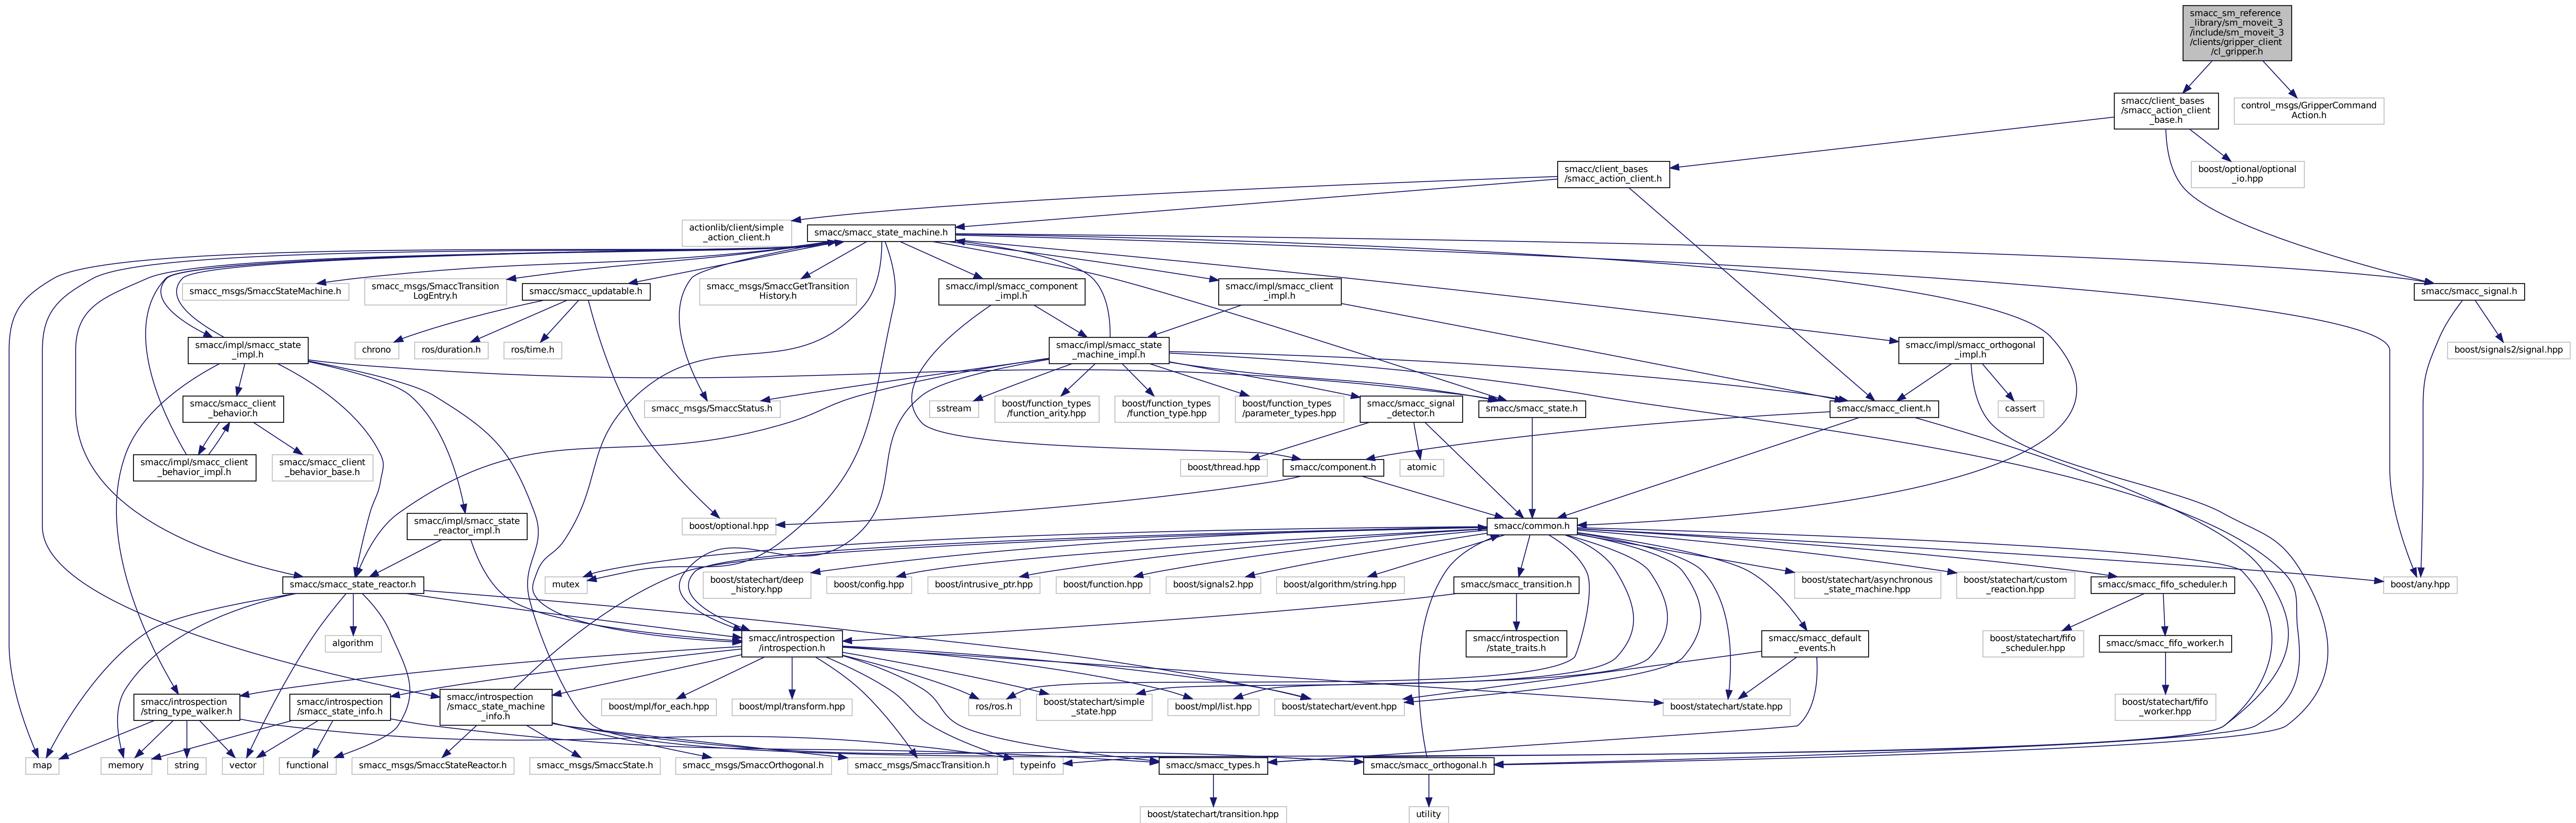 smacc_sm_reference
_library/sm_moveit_3
/include/sm_moveit_3
/clients/gripper_client
/cl_gripper.h
smacc/client_bases
/smacc_action_client
_base.h
control_msgs/GripperCommand
Action.h
smacc/client_bases
/smacc_action_client.h
boost/optional/optional
_io.hpp
actionlib/client/simple
_action_client.h
smacc/smacc_state_machine.h
smacc_msgs/SmaccStateMachine.h
smacc_msgs/SmaccTransition
LogEntry.h
smacc/smacc_updatable.h
smacc_msgs/SmaccGetTransition
History.h
smacc/impl/smacc_component
_impl.h
smacc/impl/smacc_client
_impl.h
smacc/smacc_signal.h
smacc/impl/smacc_state
_impl.h
chrono
ros/duration.h
ros/time.h
smacc/impl/smacc_state
_machine_impl.h
smacc/impl/smacc_orthogonal
_impl.h
boost/signals2/signal.hpp
smacc/smacc_client
_behavior.h
smacc_msgs/SmaccStatus.h
sstream
boost/function_types
/function_arity.hpp
boost/function_types
/function_type.hpp
boost/function_types
/parameter_types.hpp
smacc/smacc_signal
_detector.h
smacc/smacc_state.h
smacc/smacc_client.h
cassert
smacc/impl/smacc_client
_behavior_impl.h
smacc/smacc_client
_behavior_base.h
boost/thread.hpp
smacc/component.h
atomic
smacc/impl/smacc_state
_reactor_impl.h
boost/optional.hpp
smacc/common.h
smacc/smacc_state_reactor.h
mutex
boost/statechart/deep
_history.hpp
boost/config.hpp
boost/intrusive_ptr.hpp
boost/function.hpp
boost/signals2.hpp
boost/algorithm/string.hpp
smacc/smacc_transition.h
boost/statechart/asynchronous
_state_machine.hpp
boost/statechart/custom
_reaction.hpp
smacc/smacc_fifo_scheduler.h
boost/any.hpp
algorithm
smacc/introspection
/introspection.h
smacc/introspection
/state_traits.h
smacc/smacc_default
_events.h
boost/statechart/fifo
_scheduler.hpp
smacc/smacc_fifo_worker.h
smacc/introspection
/string_type_walker.h
smacc/introspection
/smacc_state_info.h
smacc/introspection
/smacc_state_machine
_info.h
boost/mpl/for_each.hpp
boost/mpl/transform.hpp
ros/ros.h
boost/statechart/simple
_state.hpp
boost/mpl/list.hpp
boost/statechart/event.hpp
boost/statechart/state.hpp
boost/statechart/fifo
_worker.hpp
map
memory
string
vector
functional
smacc_msgs/SmaccStateReactor.h
smacc_msgs/SmaccState.h
smacc_msgs/SmaccOrthogonal.h
smacc_msgs/SmaccTransition.h
typeinfo
smacc/smacc_types.h
smacc/smacc_orthogonal.h
boost/statechart/transition.hpp
utility